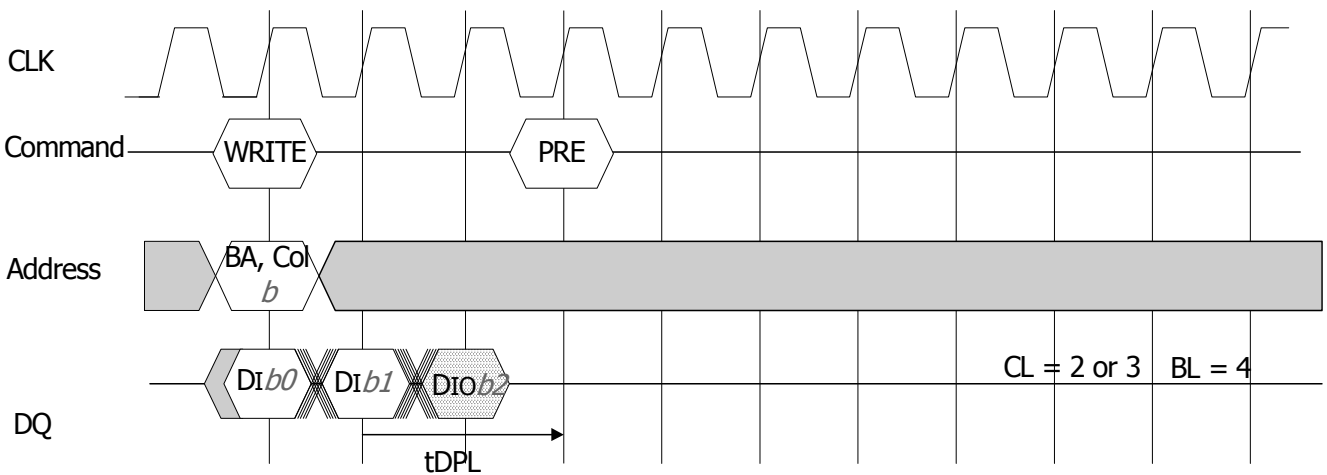 CLK
Command
WRITE
PRE
Address
BA, Col
b
DIb0
DIb1
DIOb2
CL = 2 or 3
BL = 4
DQ
tDPL